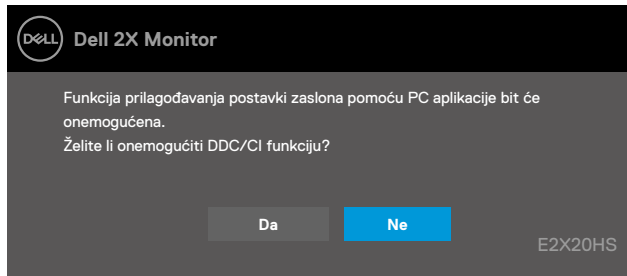 DELL Dell 2X Monitor
Funkcija prilagođavanja postavki zaslona pomoću PC aplikacije bit će
onemogućena.
Želite li onemogućiti DDC/CI funkciju?
Da Ne
E2X20HS